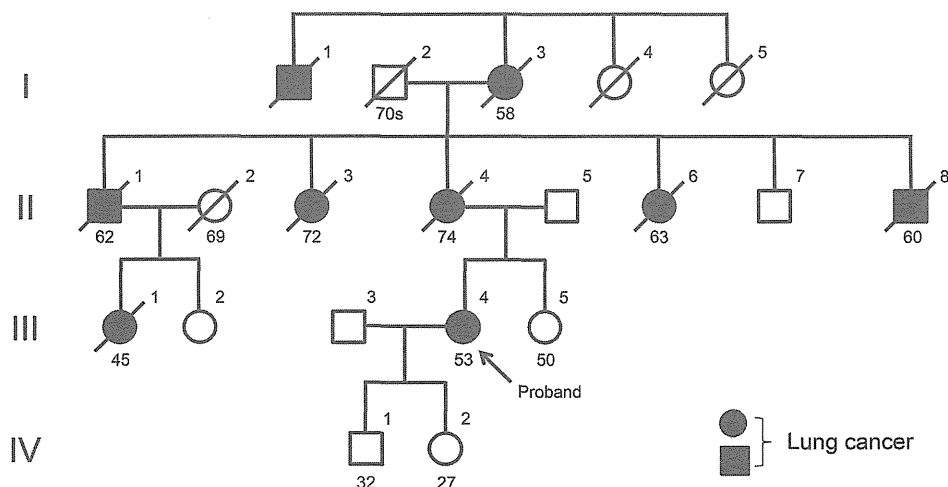 1 2 3 4 5
I
70s 58
1 2 3 4 5 6 7 8
II
62 69 72 74 63 60
1 2 3 4 5
III
45 53 50
Proband
1 2
IV
32 27
Lung cancer